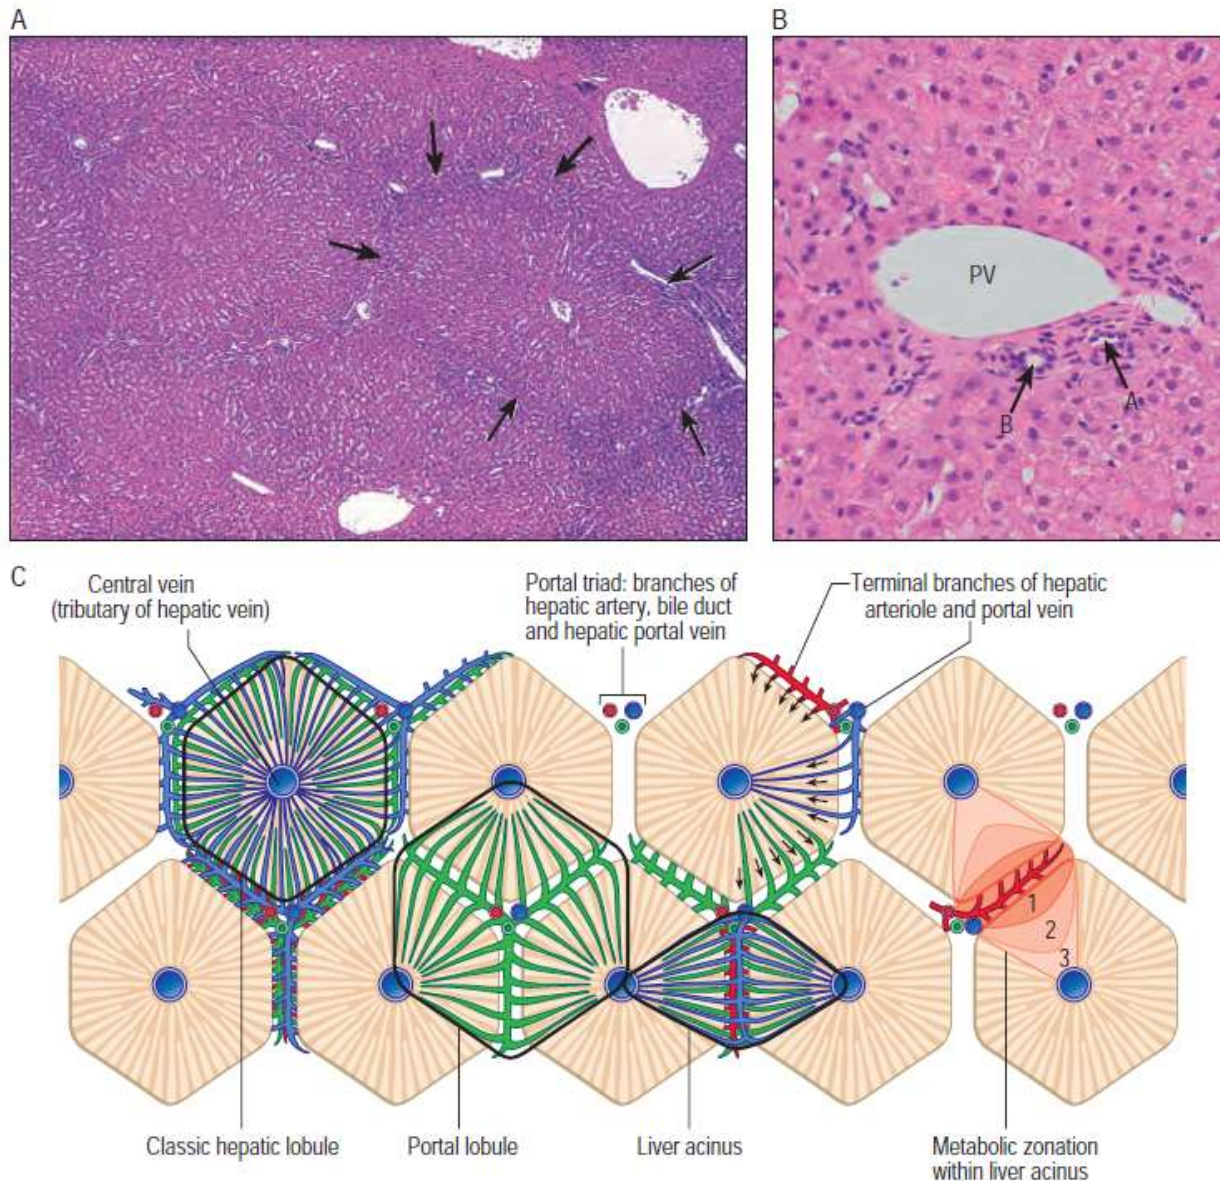 A
B
PV
A
B
C
Central vein
(tributary of hepatic vein)
Portal triad: branches of
hepatic artery, bile duct
and hepatic portal vein
Terminal branches of hepatic
arteriole and portal vein
1
2
3
Classic hepatic lobule
Portal lobule
Liver acinus
Metabolic zonation
within liver acinus